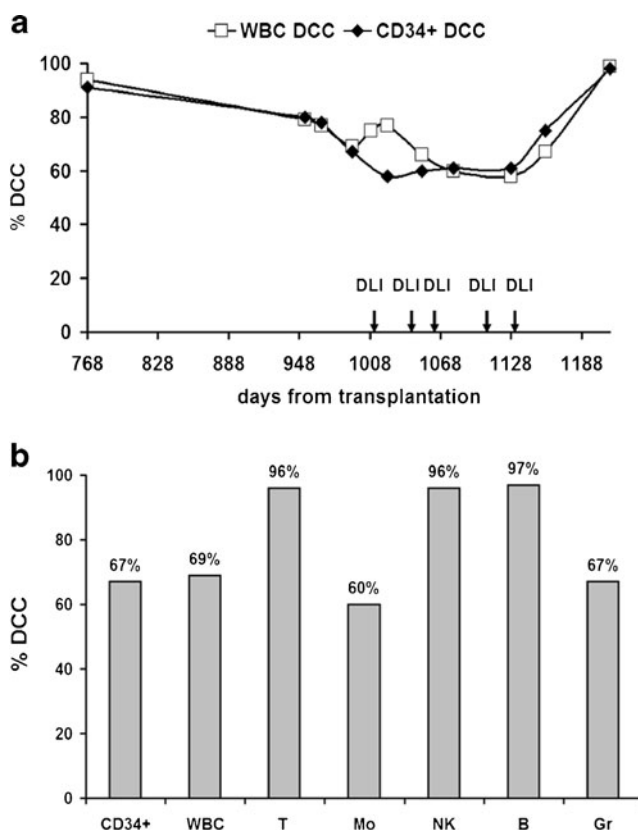 a
WBC DCC CD34+ DCC
100
80
60
40
20
0
% DCC
DLI DLI DLI DLI DLI
768 828 888 948 1008 1068 1128 1188
days from transplantation
b
100
80
60
40
20
0
% DCC
67% 69% 96% 60% 96% 97% 67%
CD34+ WBC T Mo NK B Gr